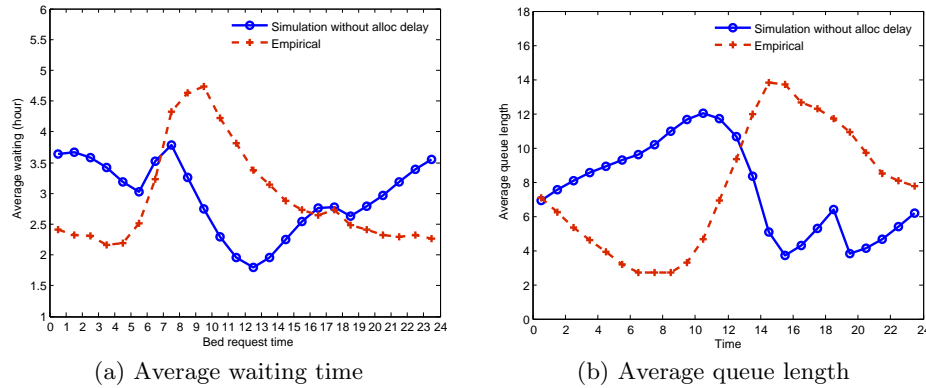 Simulation without alloc delay
Empirical
6
5.5
5
4.5
4
3.5
3
2.5
2
1.5
1
Average waiting (hour)
0 1 2 3 4 5 6 7 8 9 10 11 12 13 14 15 16 17 18 19 20 21 22 23 24
Bed request time
(a) Average waiting time
Simulation without alloc delay
Empirical
18
16
14
12
10
8
6
4
2
0
Average queue length
0 2 4 6 8 10 12 14 16 18 20 22 24
Time
(b) Average queue length